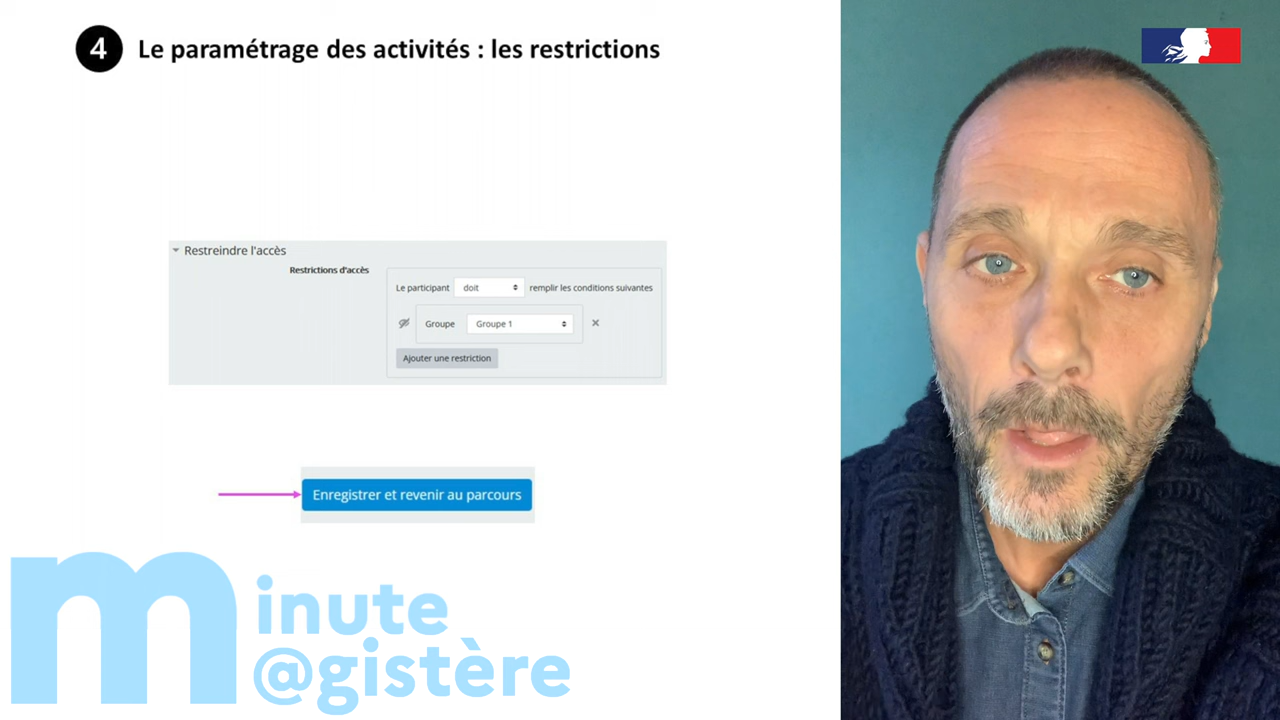 4 Le paramétrage des activités : les restrictions
Restreindre l'accès
Restrictions d'accès
Le participant doit remplir les conditions suivantes
Groupe Groupe 1
Ajouter une restriction
Enregistrer et revenir au parcours
minute
@gistère